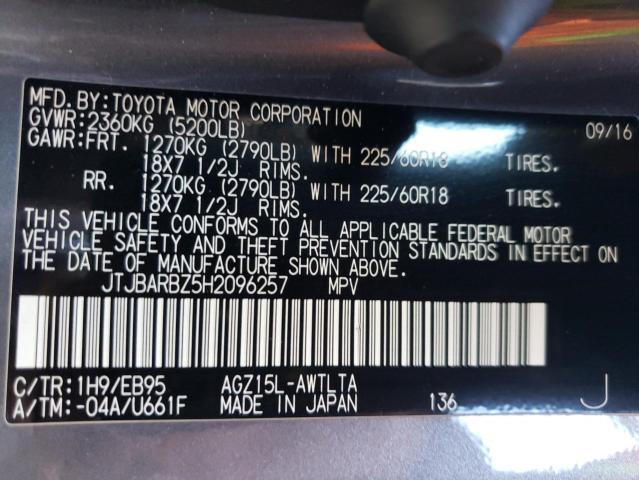 MFD.BY:TOYOTA MOTOR CORPORATION 09/16
GVWR:2360KG (5200LB)
GAWR:FRT. 1270KG (2790LB) WITH 225/60R18 TIRES.
18X7 1/2J RIMS.
RR. 1270KG (2790LB) WITH 225/60R18 TIRES.
18X7 1/2J RIMS.
THIS VEHICLE CONFORMS TO ALL APPLICABLE FEDERAL MOTOR
VEHICLE SAFETY AND THEFT PREVENTION STANDARDS IN EFFECT ON
THE DATE OF MANUFACTURE SHOWN ABOVE.
JTJBARBZ5H2096257 MPV
C/TR:1H9/EB95 AGZ15L-AWTLTA
A/TM:-04A/U661F MADE IN JAPAN 136 J